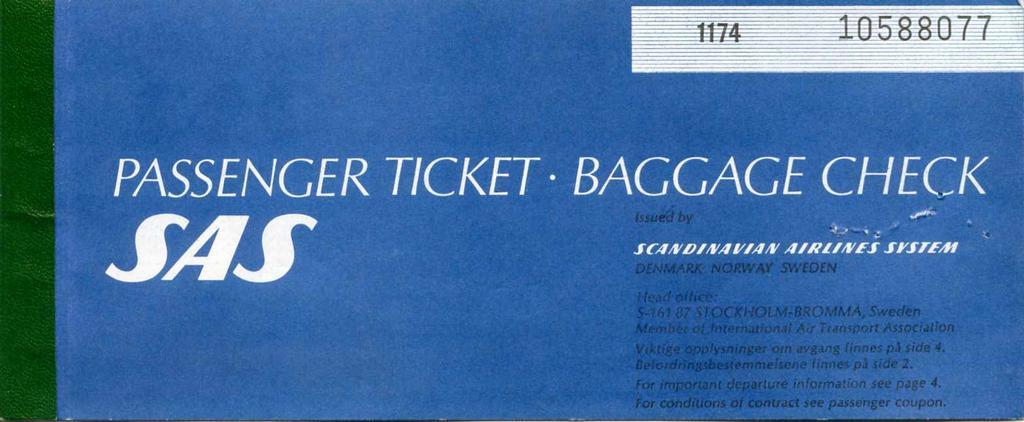 1174 10588077
PASSENGER TICKET · BAGGAGE CHECK
SAS
Issued by
SCANDINAVIAN AIRLINES SYSTEM
DENMARK NORWAY SWEDEN
Head office:
S-161 87 STOCKHOLM-BROMMA, Sweden
Member of International Air Transport Association
Viktige opplysninger om avgang finnes på side 4.
Befordringsbestemmelsene finnes på side 2.
For important departure information see page 4.
For conditions of contract see passenger coupon.